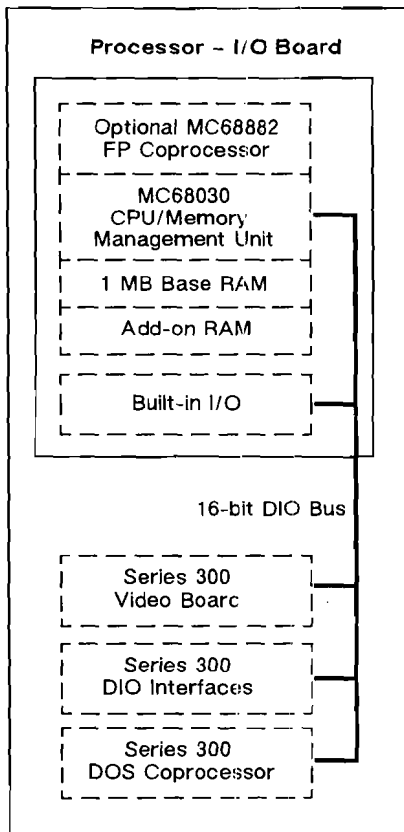 Processor - I/O Board
Optional MC68882
FP Coprocessor
MC68030
CPU/Memory
Management Unit
1 MB Base RAM
Add-on RAM
Built-in I/O
16-bit DIO Bus
Series 300
Video Board
Series 300
DIO Interfaces
Series 300
DOS Coprocessor